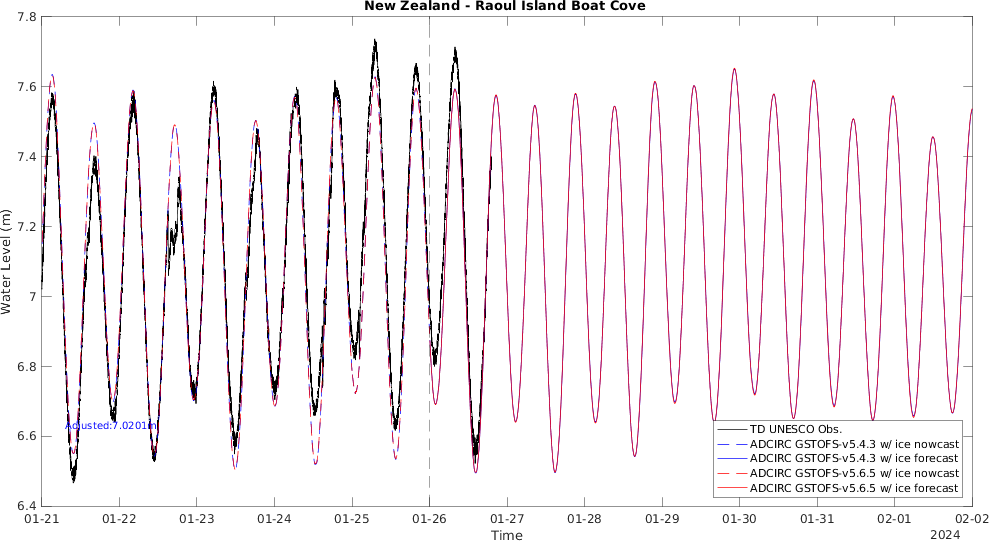 New Zealand - Raoul Island Boat Cove
7.8
7.6
7.4
7.2
7
6.8
6.6
6.4
Water Level (m)
Adjusted:7.0201m
TD UNESCO Obs.
ADCIRC GSTOFS-v5.4.3 w/ ice nowcast
ADCIRC GSTOFS-v5.4.3 w/ ice forecast
ADCIRC GSTOFS-v5.6.5 w/ ice nowcast
ADCIRC GSTOFS-v5.6.5 w/ ice forecast
01-21 01-22 01-23 01-24 01-25 01-26 01-27 01-28 01-29 01-30 01-31 02-01 02-02
Time
2024